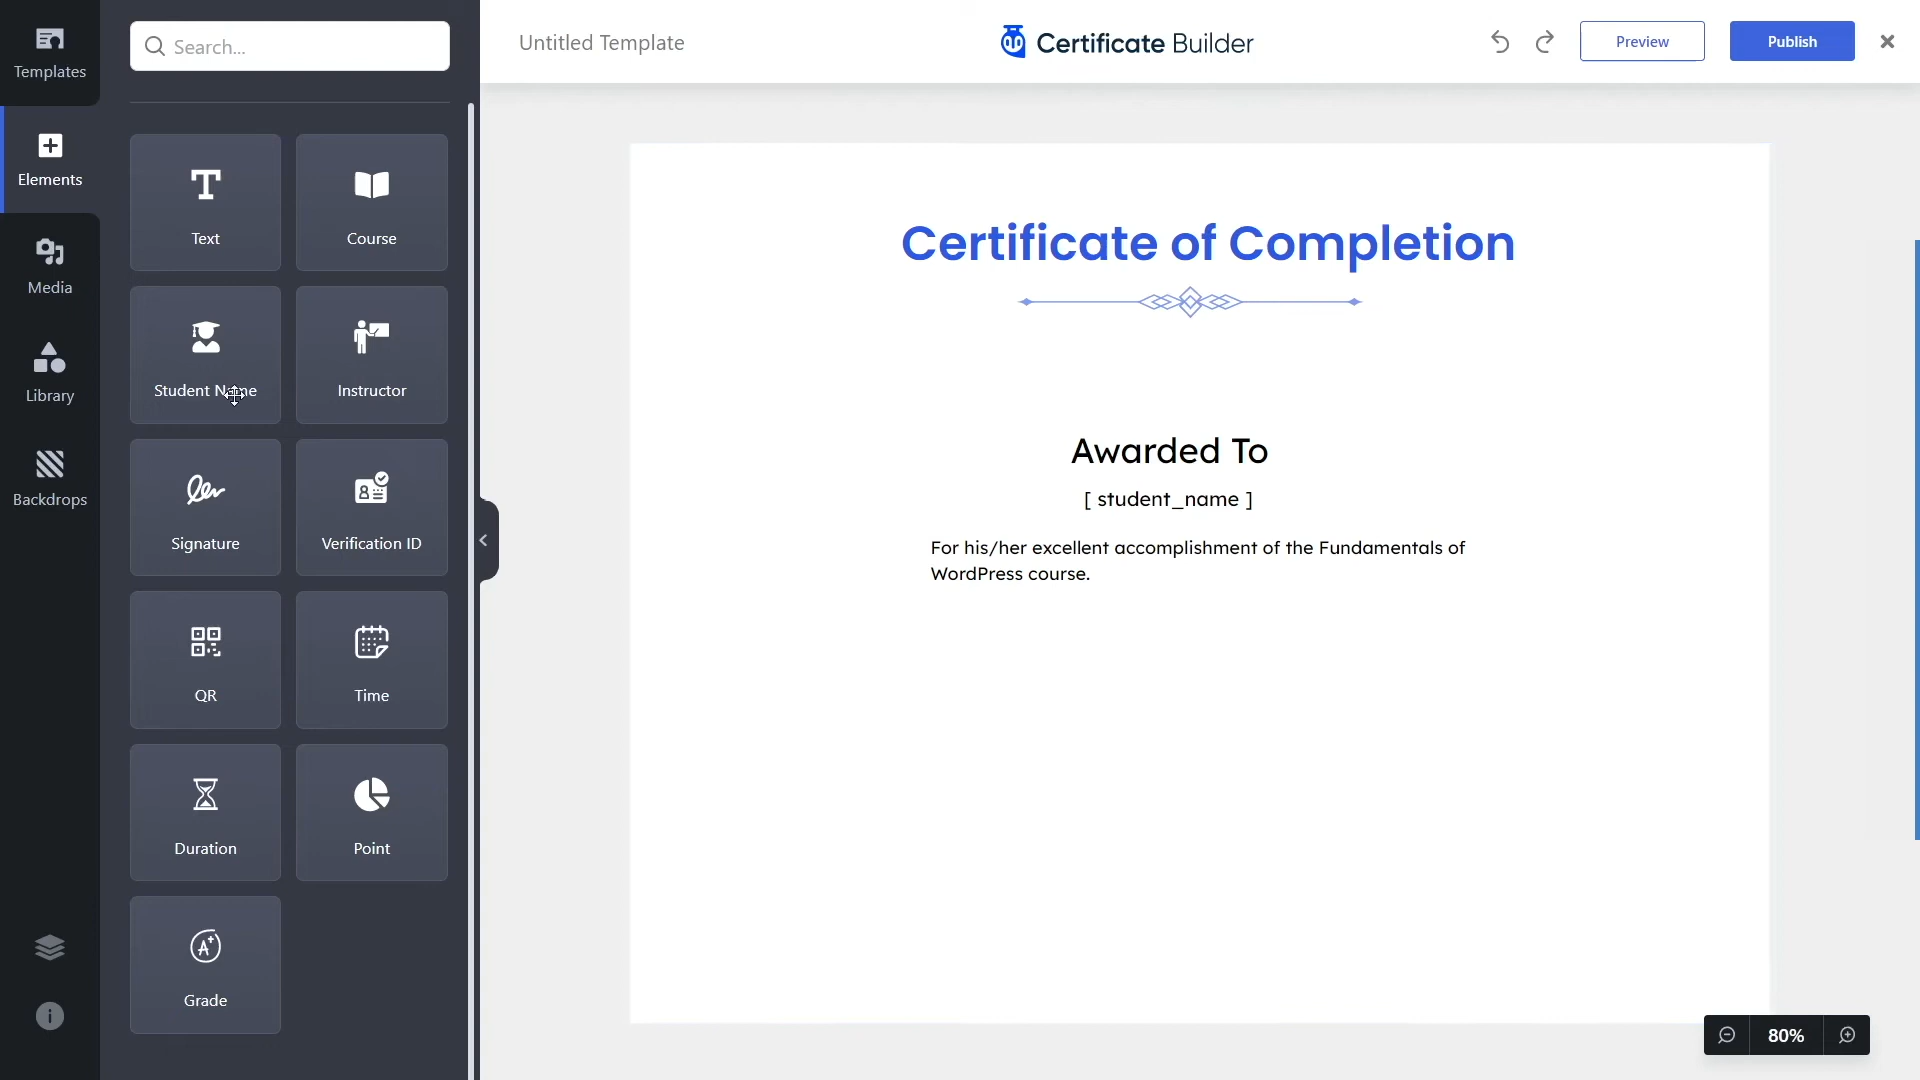 Templates
Elements
Media
Library
Backdrops
Search...
Text
Course
Student Name
Instructor
Signature
Verification ID
QR
Time
Duration
Point
Grade
Untitled Template
Certificate Builder
Preview
Publish
Certificate of Completion
Awarded To
[ student_name ]
For his/her excellent accomplishment of the Fundamentals of
WordPress course.
80%